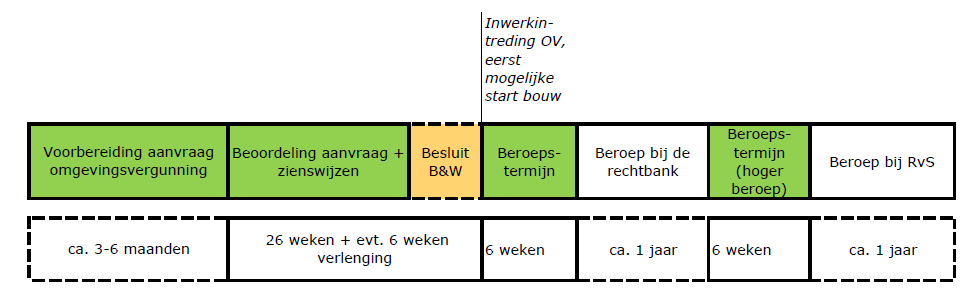 Inwerkin-
treding OV,
eerst
mogelijke
start bouw
Voorbereiding aanvraag
omgevingsvergunning
Beoordeling aanvraag +
zienswijzen
Besluit
B&W
Beroeps-
termijn
Beroep bij de
rechtbank
Beroeps-
termijn
(hoger
beroep)
Beroep bij RvS
ca. 3-6 maanden
26 weken + evt. 6 weken
verlenging
6 weken
ca. 1 jaar
6 weken
ca. 1 jaar